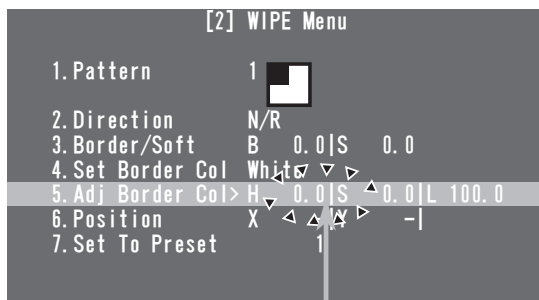 [2] WIPE Menu
1.Pattern 1
2.Direction N/R
3.Border/Soft B 0.0|S 0.0
4.Set Border Col White
5.Adj Border Col> H 0.0|S 0.0|L 100.0
6.Position X |Y -|
7.Set To Preset 1